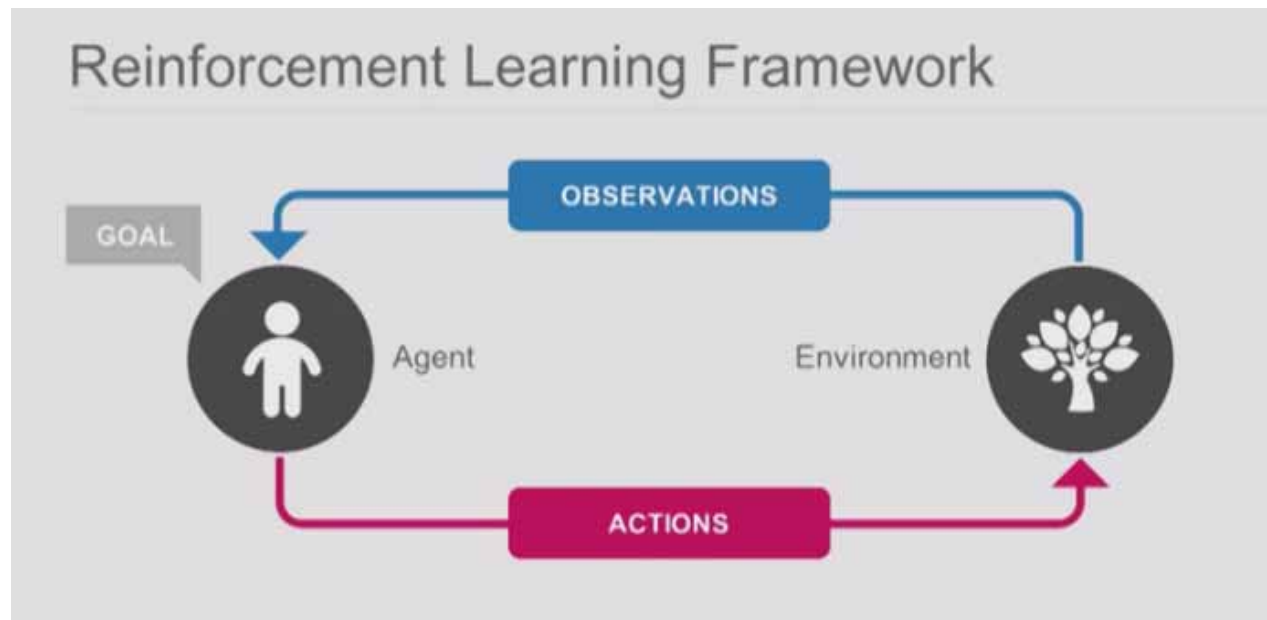 Reinforcement Learning Framework
OBSERVATIONS
GOAL
Agent
Environment
ACTIONS